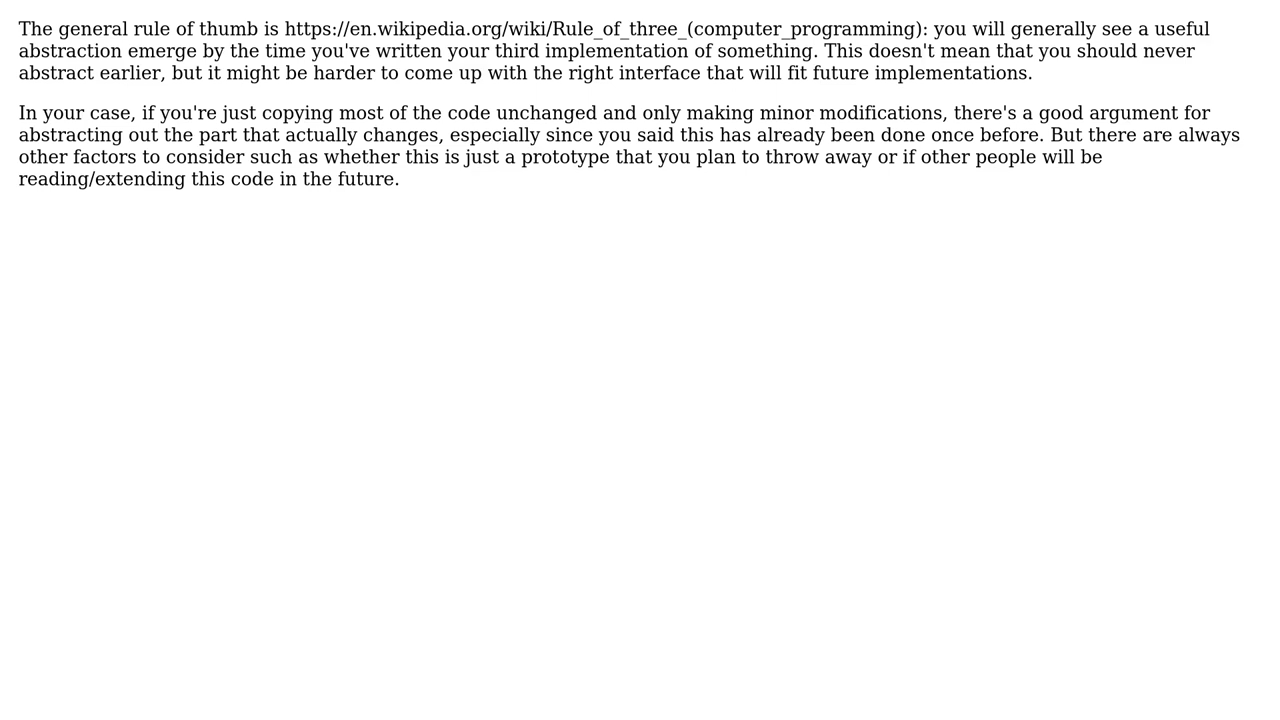 The general rule of thumb is https://en.wikipedia.org/wiki/Rule_of_three_(computer_programming): you will generally see a useful
abstraction emerge by the time you've written your third implementation of something. This doesn't mean that you should never
abstract earlier, but it might be harder to come up with the right interface that will fit future implementations.
In your case, if you're just copying most of the code unchanged and only making minor modifications, there's a good argument for
abstracting out the part that actually changes, especially since you said this has already been done once before. But there are always
other factors to consider such as whether this is just a prototype that you plan to throw away or if other people will be
reading/extending this code in the future.